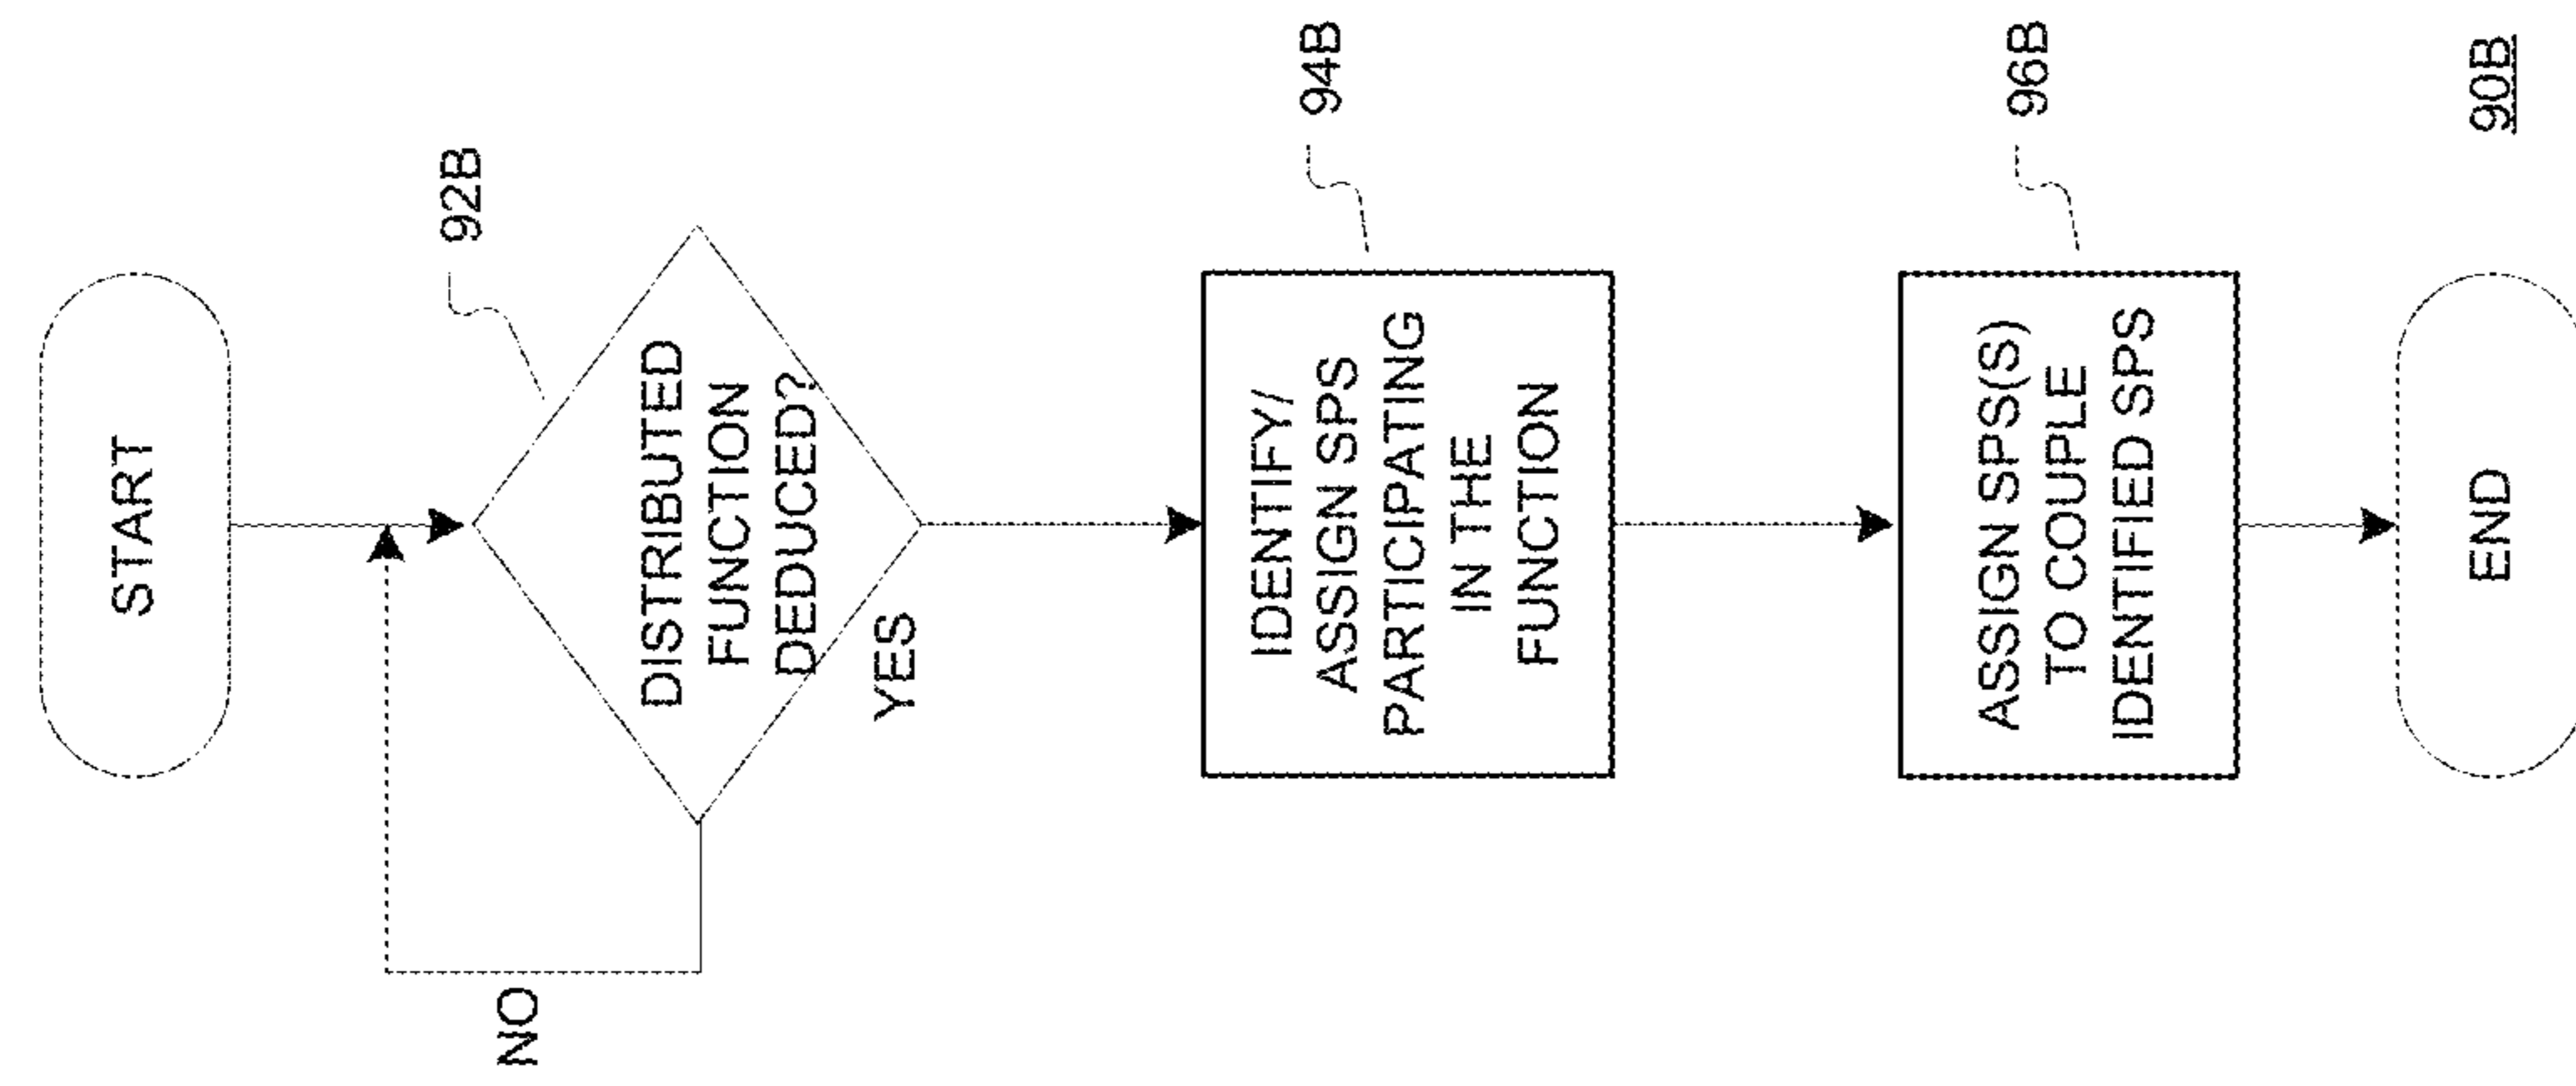 START
92B
DISTRIBUTED
FUNCTION
DEDUCED?
NO
YES
94B
IDENTIFY/
ASSIGN SPS
PARTICIPATING
IN THE
FUNCTION
96B
ASSIGN SPS(S)
TO COUPLE
IDENTIFIED SPS
END
90B